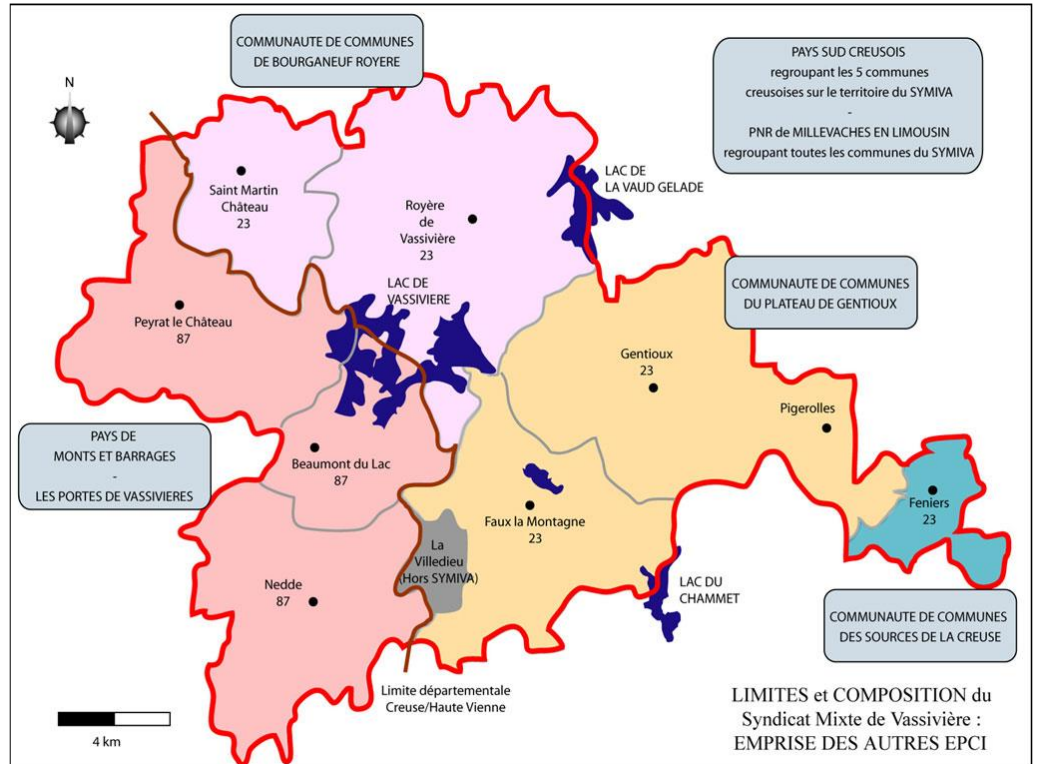 COMMUNAUTE DE COMMUNES
DE BOURGANEUF ROYERE
PAYS SUD CREUSOIS
regroupant les 5 communes
creusoises sur le territoire du SYMIVA
-
PNR de MILLEVACHES EN LIMOUSIN
regroupant toutes les communes du SYMIVA
N
Saint Martin
Château
23
LAC DE
LA VAUD GELADE
Royère
de
Vassivière
23
LAC DE
VASSIVIERE
COMMUNAUTE DE COMMUNES
DU PLATEAU DE GENTIOUX
Peyrat le Château
87
Gentioux
23
Pigerolles
PAYS DE
MONTS ET BARRAGES
-
LES PORTES DE VASSIVIERES
Beaumont du Lac
87
Feniers
23
Faux la Montagne
23
La
Villedieu
(Hors SYMIVA)
Nedde
87
LAC DU
CHAMMET
COMMUNAUTE DE COMMUNES
DES SOURCES DE LA CREUSE
Limite départementale
Creuse/Haute Vienne
4 km
LIMITES et COMPOSITION du
Syndicat Mixte de Vassivière :
EMPRISE DES AUTRES EPCI